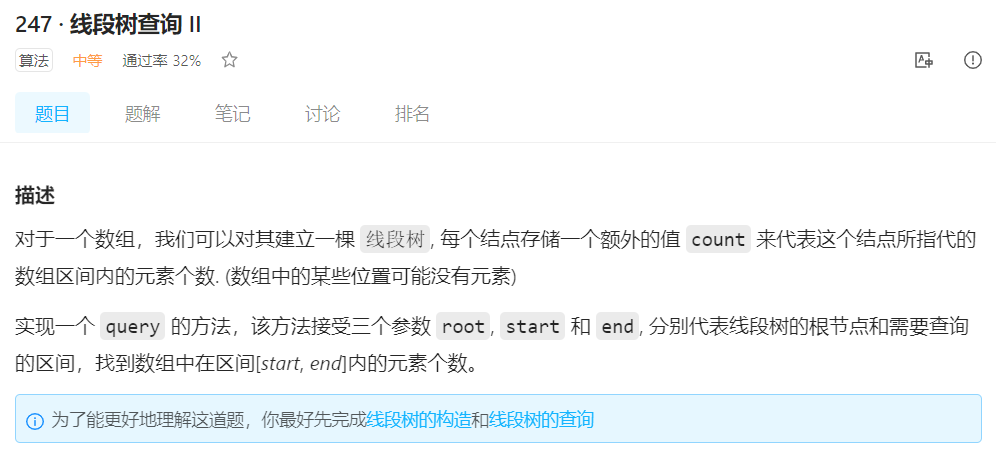 247 · 线段树查询 II
算法 中等 通过率 32%
题目 题解 笔记 讨论 排名
描述
对于一个数组，我们可以对其建立一棵 线段树, 每个结点存储一个额外的值 count 来代表这个结点所指代的
数组区间内的元素个数. (数组中的某些位置可能没有元素)
实现一个 query 的方法，该方法接受三个参数 root, start 和 end, 分别代表线段树的根节点和需要查询
的区间，找到数组中在区间[start, end]内的元素个数。
为了能更好地理解这道题，你最好先完成线段树的构造和线段树的查询